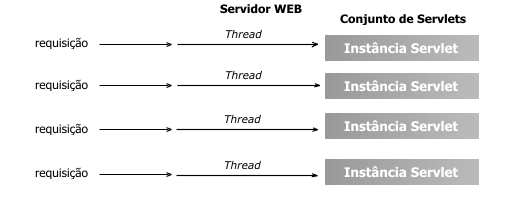 Servidor WEB
Conjunto de Servlets
requisição Thread Instância Servlet
requisição Thread Instância Servlet
requisição Thread Instância Servlet
requisição Thread Instância Servlet